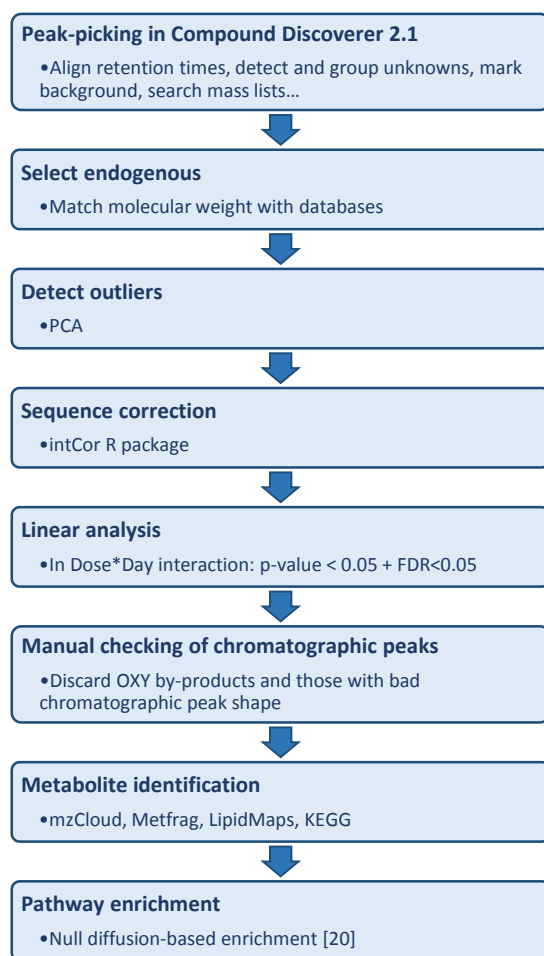 Peak-picking in Compound Discoverer 2.1
•Align retention times, detect and group unknowns, mark
background, search mass lists...
Select endogenous
•Match molecular weight with databases
Detect outliers
•PCA
Sequence correction
•intCor R package
Linear analysis
•In Dose*Day interaction: p-value < 0.05 + FDR<0.05
Manual checking of chromatographic peaks
•Discard OXY by-products and those with bad
chromatographic peak shape
Metabolite identification
•mzCloud, Metfrag, LipidMaps, KEGG
Pathway enrichment
•Null diffusion-based enrichment [20]